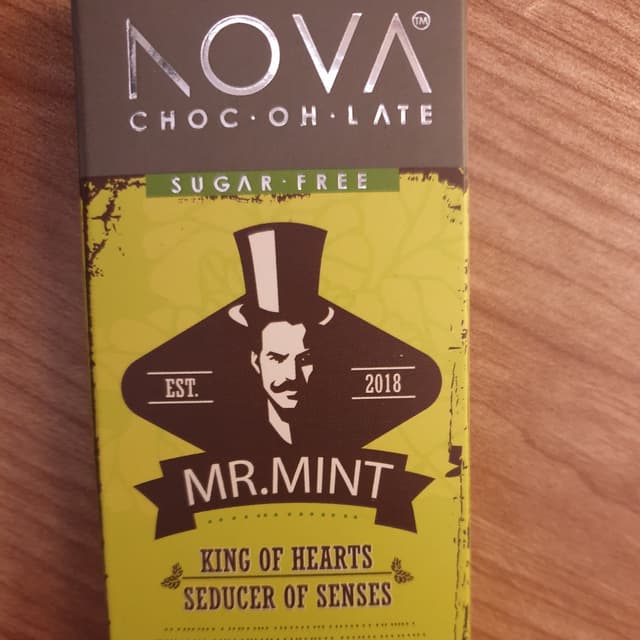 NOVA™
CHOC·OH·LATE
SUGAR·FREE
EST. 2018
MR.MINT
KING OF HEARTS
SEDUCER OF SENSES